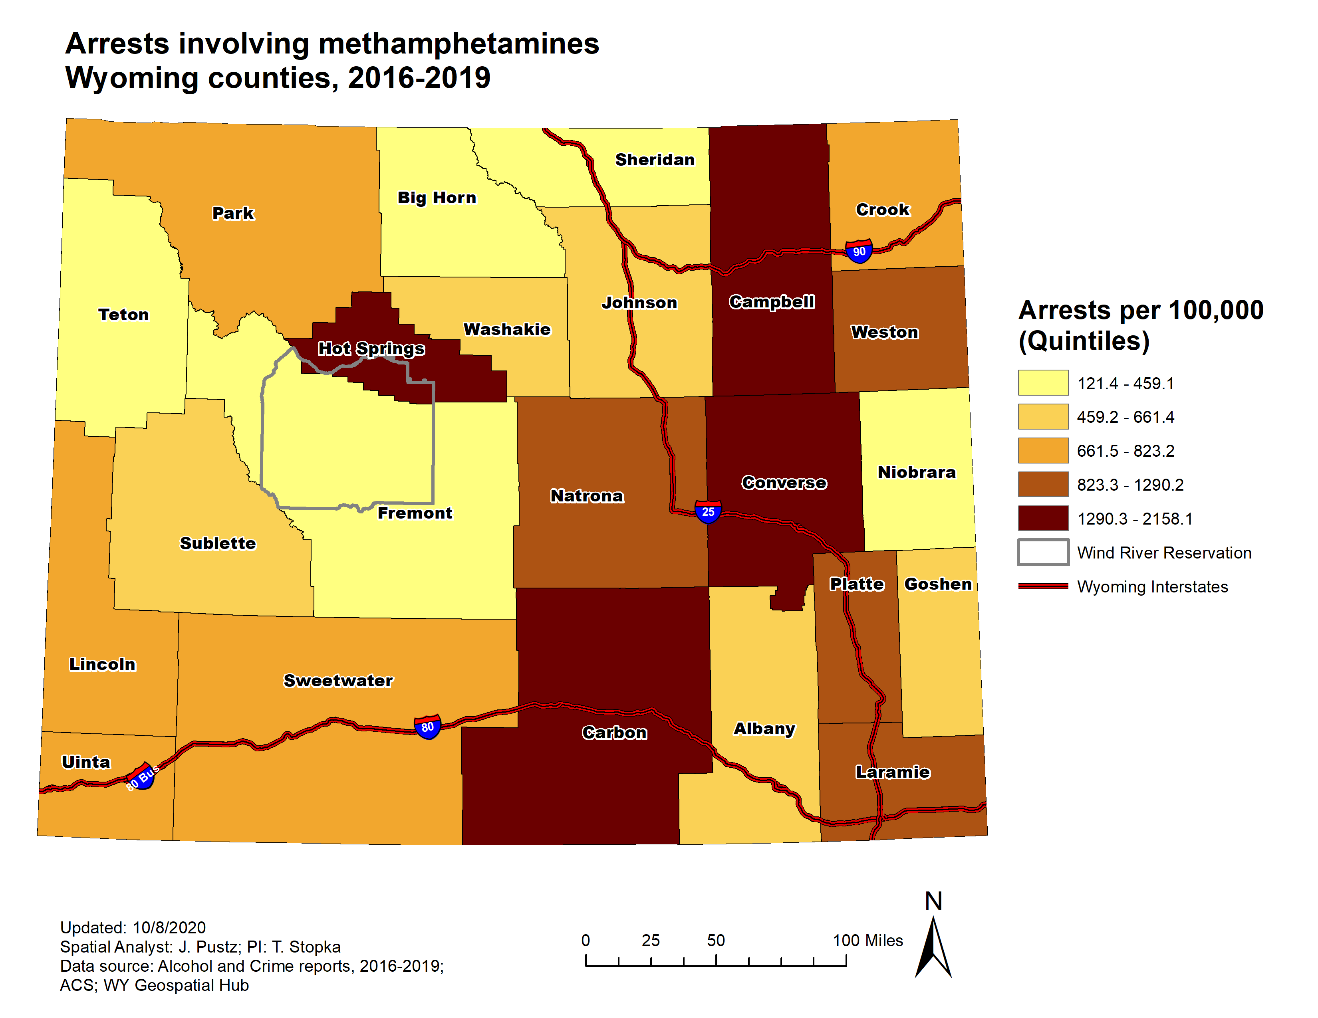 Arrests involving methamphetamines
Wyoming counties, 2016-2019
Sheridan
Big Horn
Park
Crook
90
Teton
Johnson
Campbell
Washakie
Weston
Hot Springs
Niobrara
Converse
Natrona
25
Fremont
Sublette
Platte
Goshen
Lincoln
Sweetwater
80
Carbon
Albany
Uinta
80 Bus
Laramie
Arrests per 100,000
(Quintiles)
121.4 - 459.1
459.2 - 661.4
661.5 - 823.2
823.3 - 1290.2
1290.3 - 2158.1
Wind River Reservation
Wyoming Interstates
Updated: 10/8/2020
Spatial Analyst: J. Pustz; PI: T. Stopka
Data source: Alcohol and Crime reports, 2016-2019;
ACS; WY Geospatial Hub
0 25 50 100 Miles
N